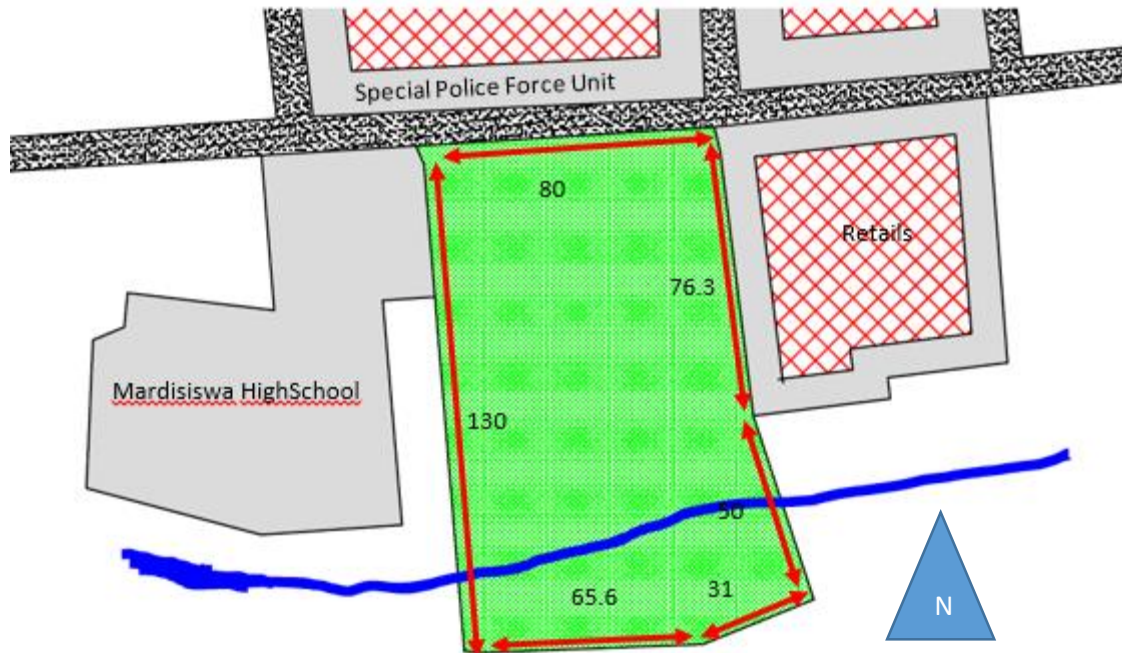 Special Police Force Unit
80
Retails
76.3
Mardisiswa HighSchool
130
50
65.6
31
N